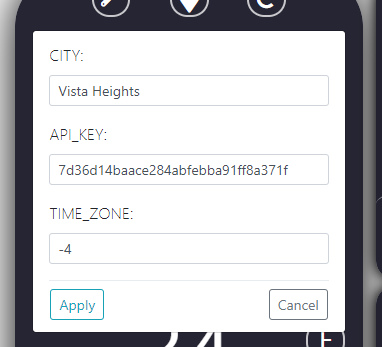 C
CITY:
Vista Heights
API_KEY:
7d36d14baace284abfebba91ff8a371f
TIME_ZONE:
-4
Apply
Cancel